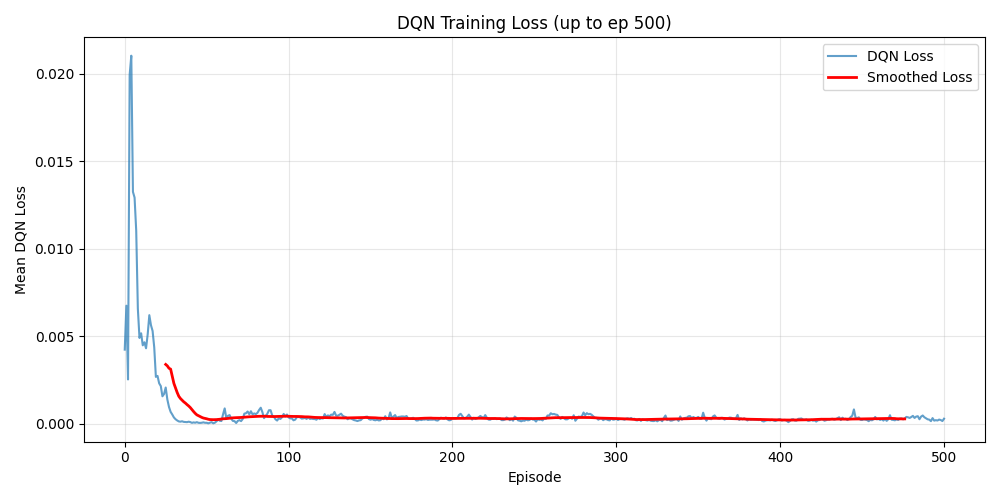 DQN Training Loss (up to ep 500)
DQN Loss
Smoothed Loss
Mean DQN Loss
0.020
0.015
0.010
0.005
0.000
0 100 200 300 400 500
Episode